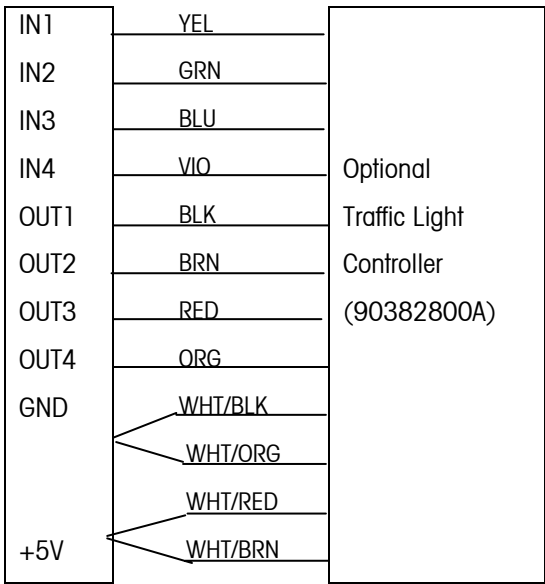 IN1 YEL
IN2 GRN
IN3 BLU
IN4 VIO Optional
OUT1 BLK Traffic Light
OUT2 BRN Controller
OUT3 RED (90382800A)
OUT4 ORG
GND WHT/BLK
WHT/ORG
WHT/RED
+5V WHT/BRN